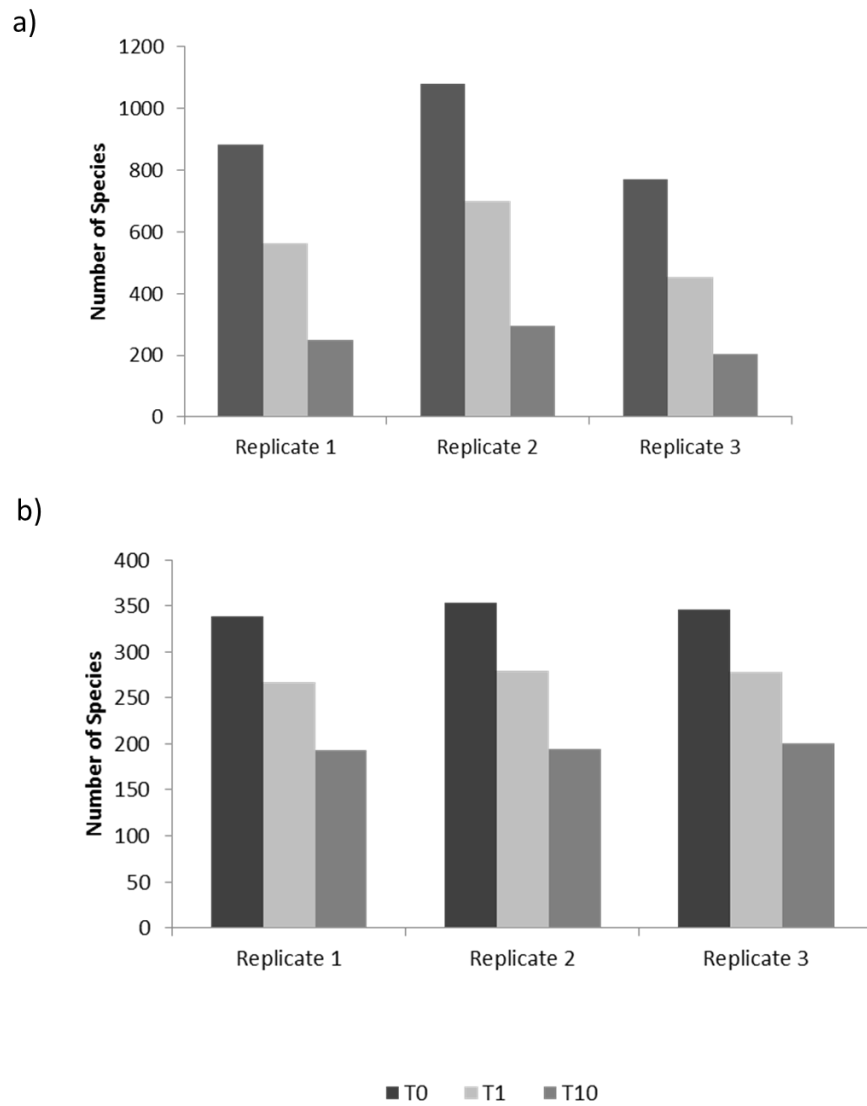 a)
1200
1000
800
600
400
200
0
Number of Species
Replicate 1 Replicate 2 Replicate 3
b)
400
350
300
250
200
150
100
50
0
Number of Species
Replicate 1 Replicate 2 Replicate 3
T0 T1 T10